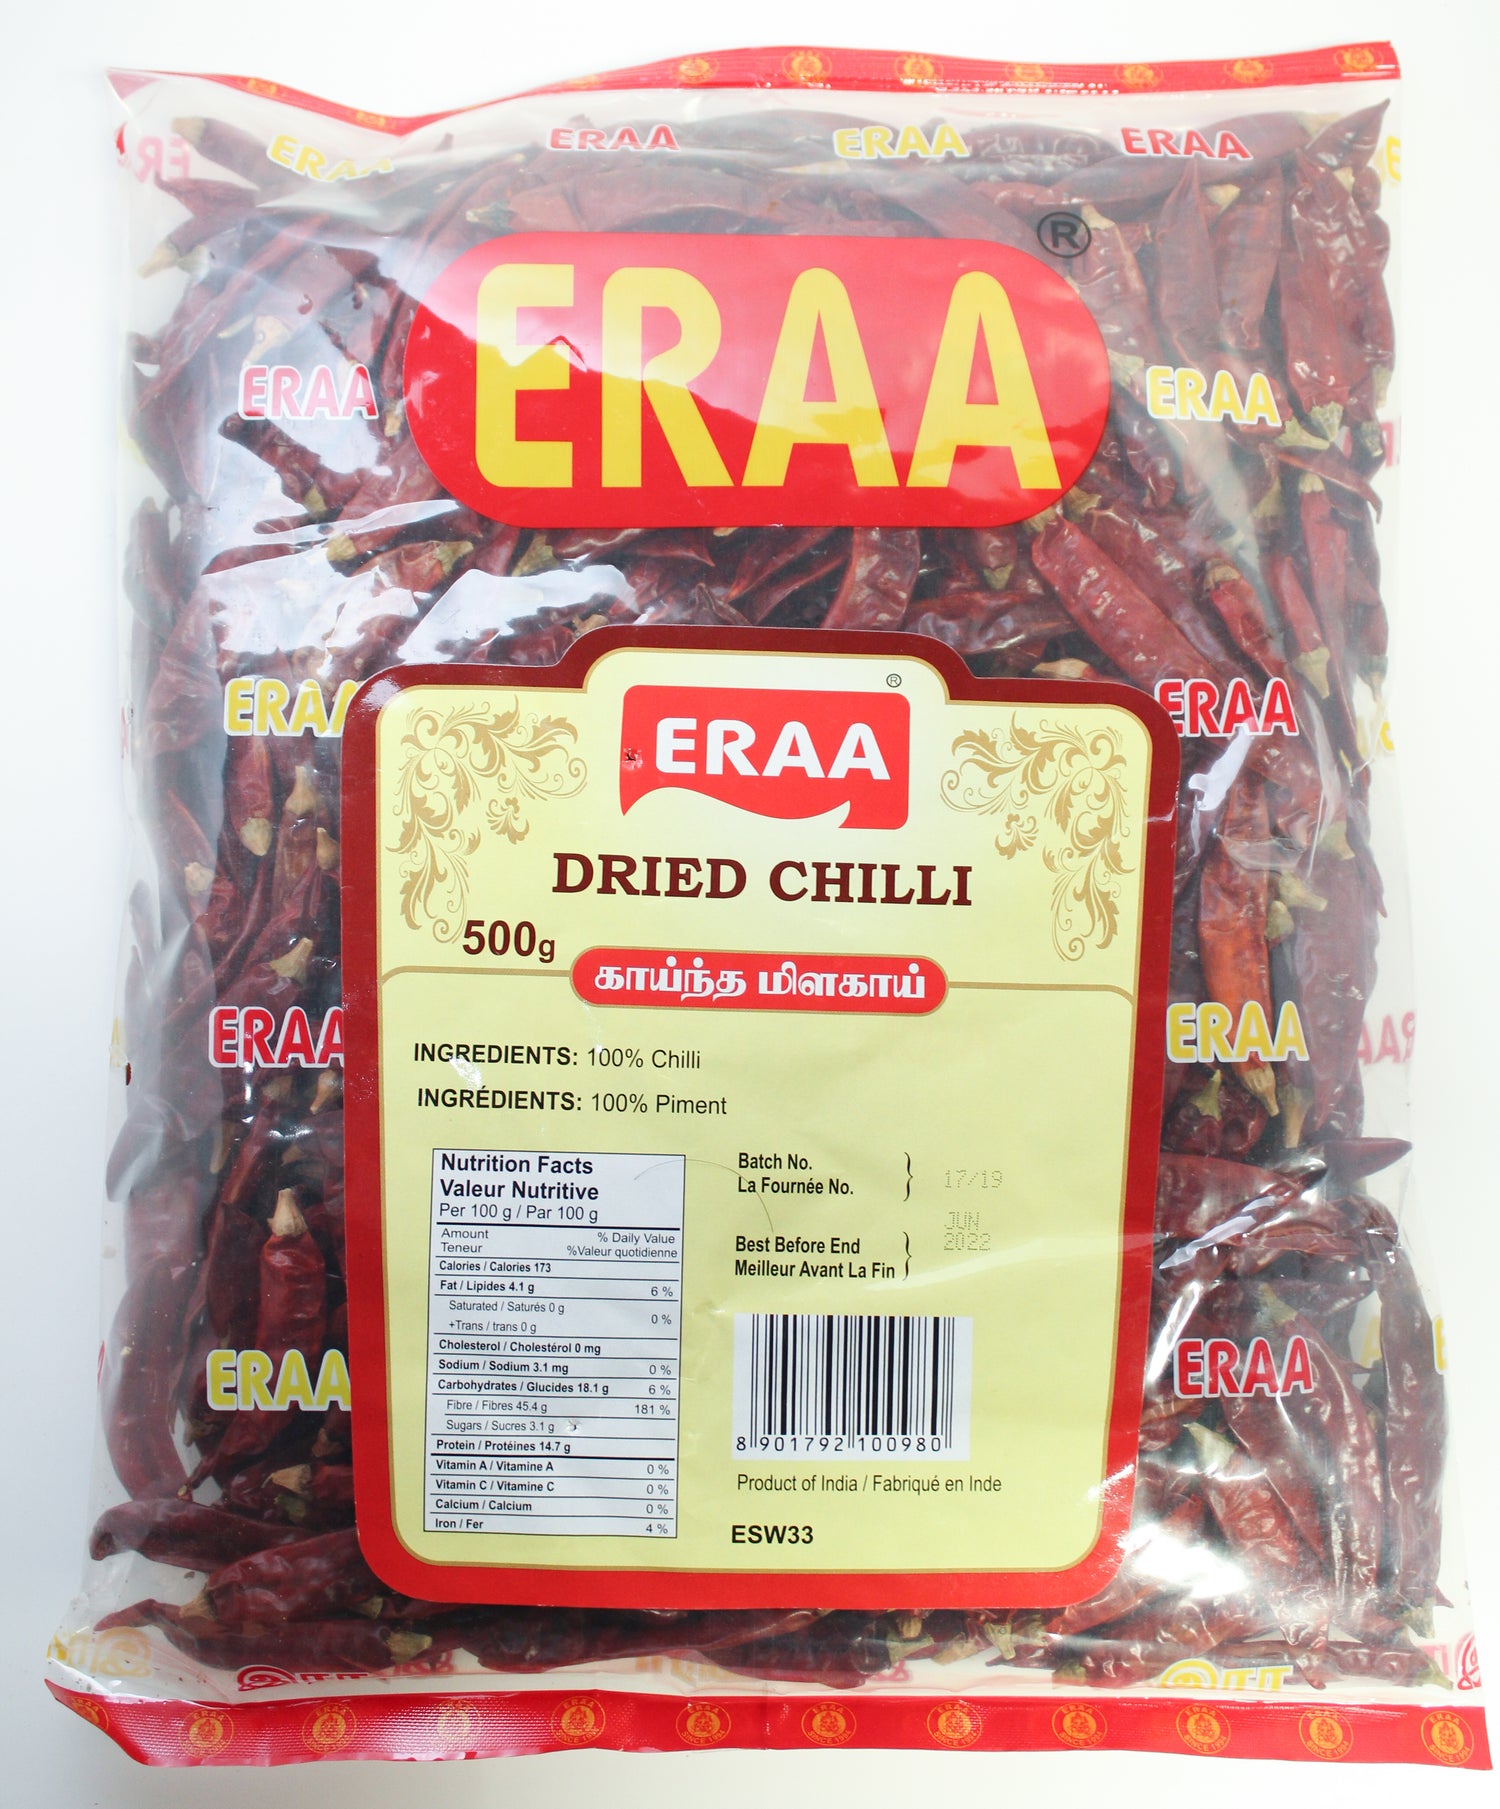 ERAA ERAA ERAA ERAA
ERAA ®
ERAA ERAA
ERAA ERAA
ERAA ®
DRIED CHILLI
500g
காய்ந்த மிளகாய்
ERAA ERAA
INGREDIENTS: 100% Chilli
INGRÉDIENTS: 100% Piment
Nutrition Facts
Valeur Nutritive
Per 100 g / Par 100 g
Amount % Daily Value
Teneur %Valeur quotidienne
Calories / Calories 173
Fat / Lipides 4.1 g 6 %
Saturated / Saturés 0 g
+Trans / trans 0 g 0 %
Cholesterol / Cholestérol 0 mg
Sodium / Sodium 3.1 mg 0 %
Carbohydrates / Glucides 18.1 g 6 %
Fibre / Fibres 45.4 g 181 %
Sugars / Sucres 3.1 g
Protein / Protéines 14.7 g
Vitamin A / Vitamine A 0 %
Vitamin C / Vitamine C 0 %
Calcium / Calcium 0 %
Iron / Fer 4 %
Batch No.
La Fournée No. 17/19
Best Before End JUN
Meilleur Avant La Fin 2022
8 901792 100980
Product of India / Fabriqué en Inde
ESW33
ERAA ERAA
ERAA SINCE 1984